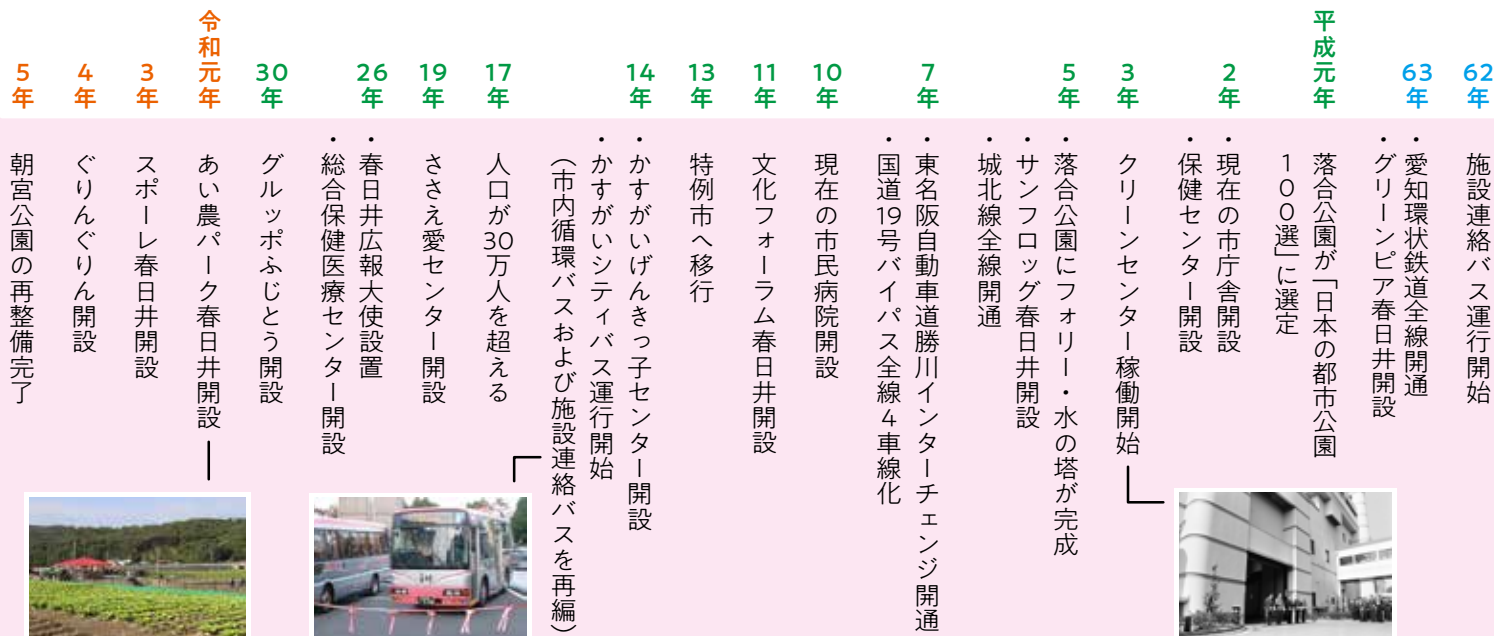 62年
施設連絡バス運行開始
63年
・愛知環状鉄道全線開通
・グリーンピア春日井開設
平成元年
落合公園が「日本の都市公園
100選」に選定
2年
・現在の市庁舎開設
・保健センター開設
3年
クリーンセンター稼働開始
5年
・落合公園にフォリー・水の塔が完成
・サンフロッグ春日井開設
・城北線全線開通
7年
・東名阪自動車道勝川インターチェンジ開通
・国道19号バイパス全線4車線化
10年
現在の市民病院開設
11年
文化フォーラム春日井開設
13年
特例市へ移行
14年
・かすがいげんきっ子センター開設
・かすがいシティバス運行開始
（市内循環バスおよび施設連絡バスを再編）
17年
人口が30万人を超える
19年
ささえ愛センター開設
26年
・春日井広報大使設置
・総合保健医療センター開設
30年
グルッポふじとう開設
令和元年
あい農パーク春日井開設
3年
スポーレ春日井開設
4年
ぐりんぐりん開設
5年
朝宮公園の再整備完了